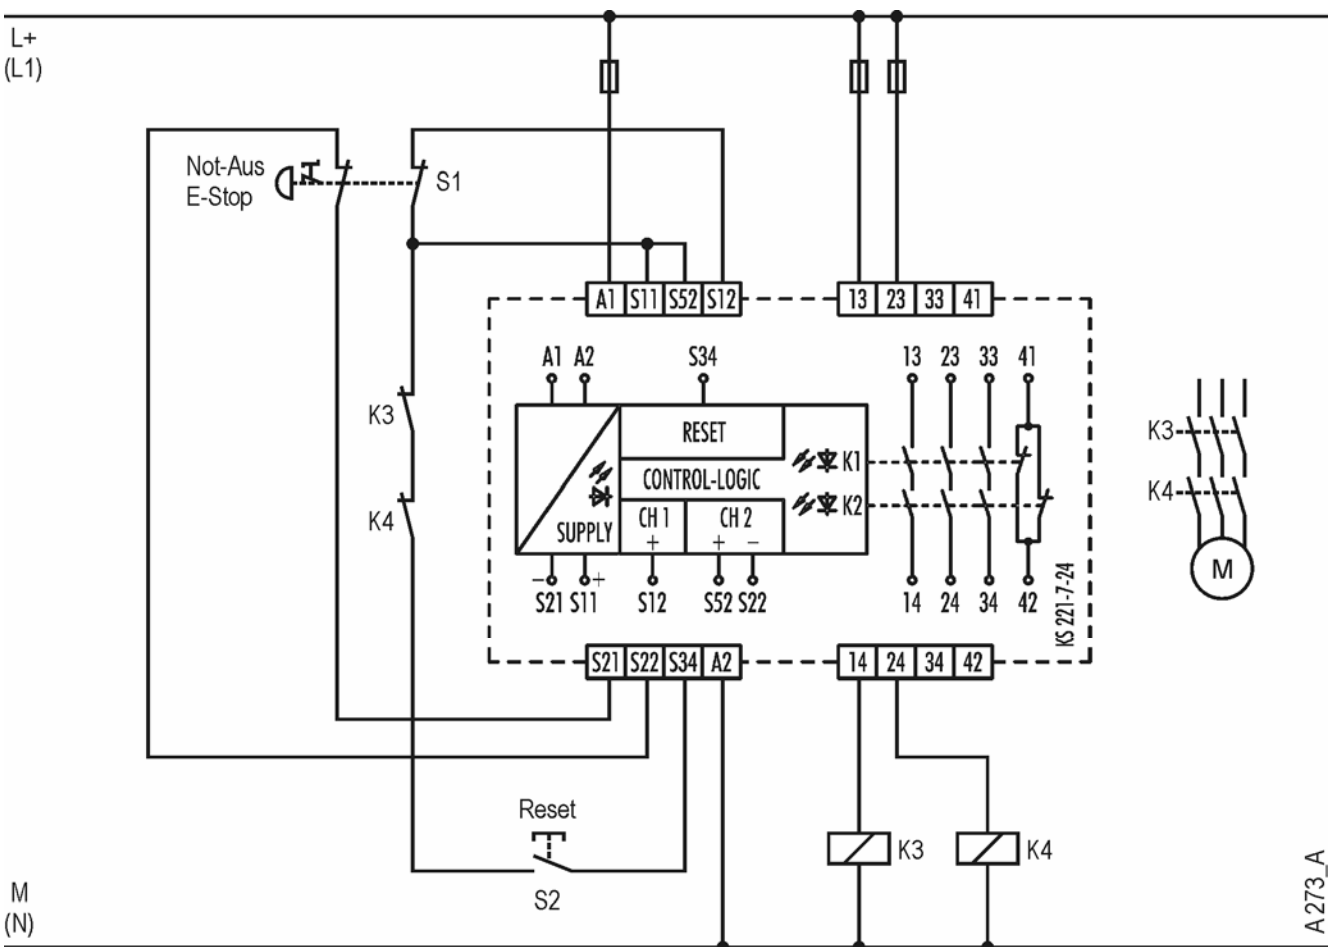 L+
(L1)
Not-Aus
E-Stop
S1
A1 S11 S52 S12
13 23 33 41
A1 A2 S34
13 23 33 41
RESET
CONTROL-LOGIC
K1
K2
SUPPLY
CH 1
+
CH 2
+ −
− +
S21 S11 S12 S52 S22
14 24 34 42
KS 221-7-24
K3
K4
K3
K4
M
S21 S22 S34 A2
14 24 34 42
Reset
S2
K3
K4
M
(N)
A 273_A